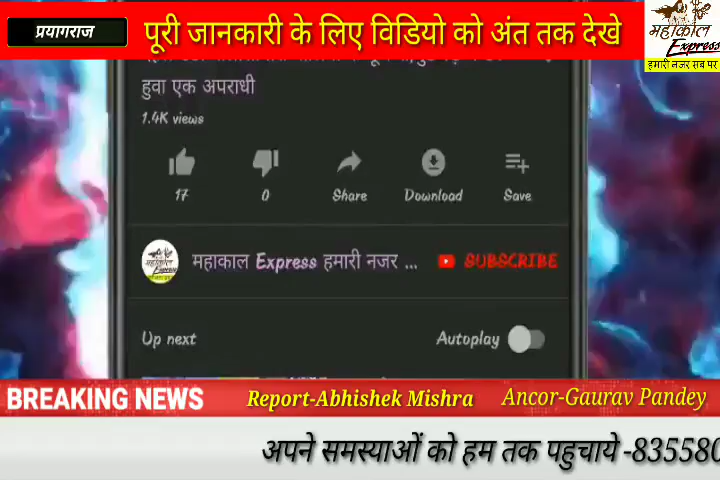 प्रयागराज
पूरी जानकारी के लिए विडियो को अंत तक देखे
महाकाल
Express
हमारी नजर सब पर
हुवा एक अपराधी
1.4K views
17 0 Share Download Save
महाकाल Express हमारी नजर ... SUBSCRIBE
Up next Autoplay
BREAKING NEWS Report-Abhishek Mishra Ancor-Gaurav Pandey
अपने समस्याओं को हम तक पहुचाये -835580